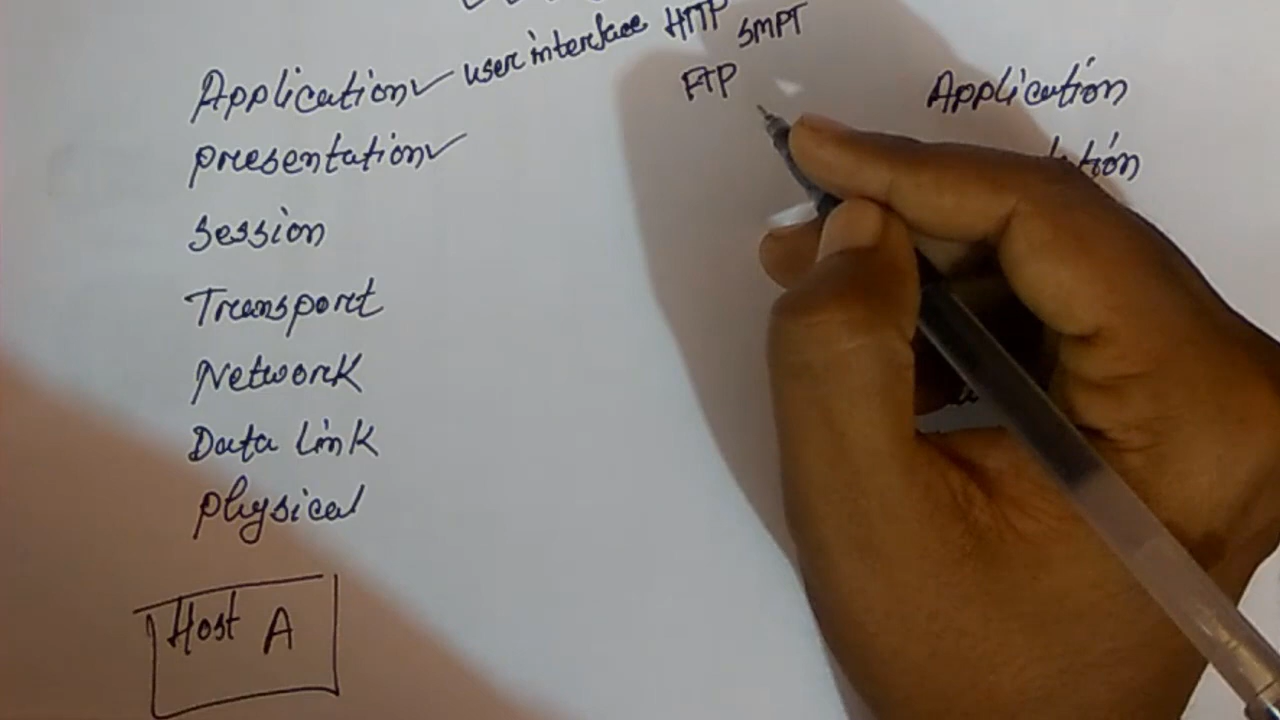 Application user interface HTTP SMPT
FTP
presentation
session
Transport
Network
Data Link
physical
Host A
Application